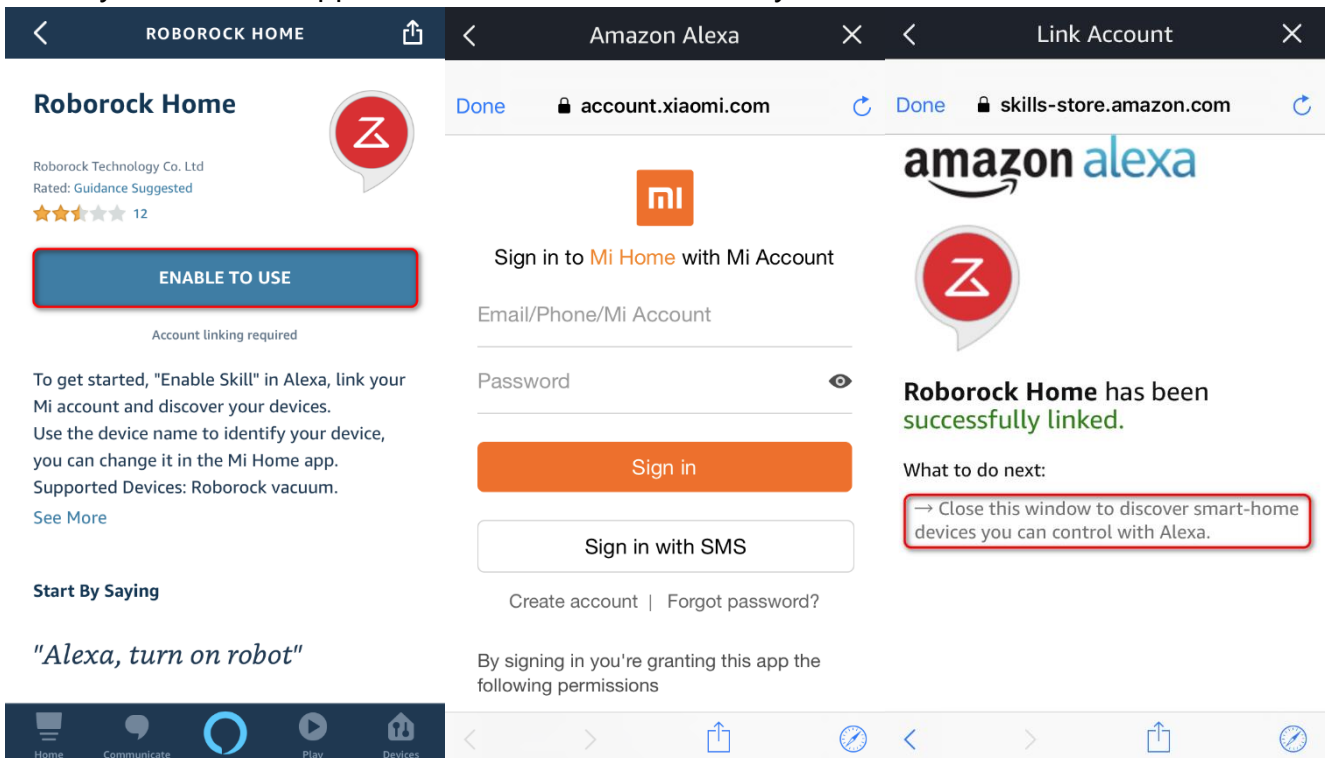 ROBOROCK HOME
Roborock Home
Roborock Technology Co. Ltd
Rated: Guidance Suggested
12
ENABLE TO USE
Account linking required
To get started, "Enable Skill" in Alexa, link your
Mi account and discover your devices.
Use the device name to identify your device,
you can change it in the Mi Home app.
Supported Devices: Roborock vacuum.
See More
Start By Saying
"Alexa, turn on robot"
Home
Communicate
Play
Devices
Amazon Alexa
Done
account.xiaomi.com
mi
Sign in to Mi Home with Mi Account
Email/Phone/Mi Account
Password
Sign in
Sign in with SMS
Create account | Forgot password?
By signing in you're granting this app the
following permissions
Link Account
Done
skills-store.amazon.com
amazon alexa
Roborock Home has been
successfully linked.
What to do next:
→ Close this window to discover smart-home
devices you can control with Alexa.